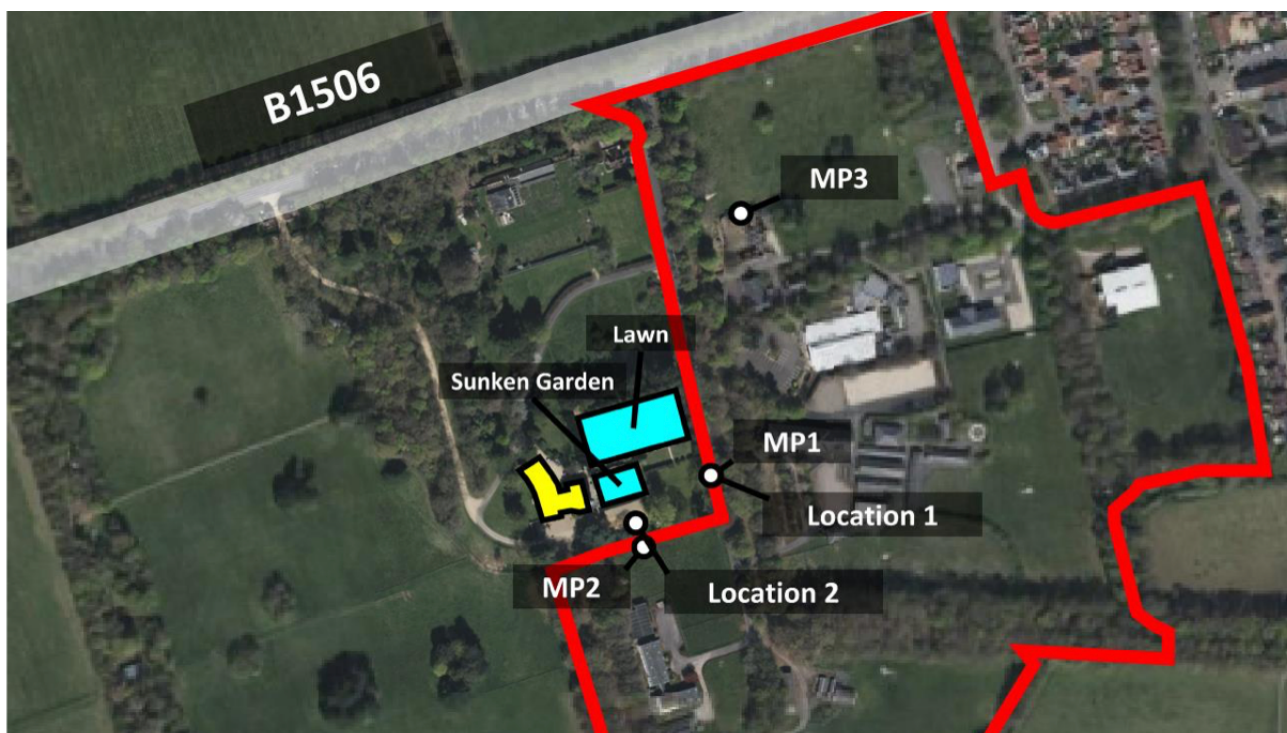 B1506
MP3
Lawn
Sunken Garden
MP1
Location 1
MP2
Location 2